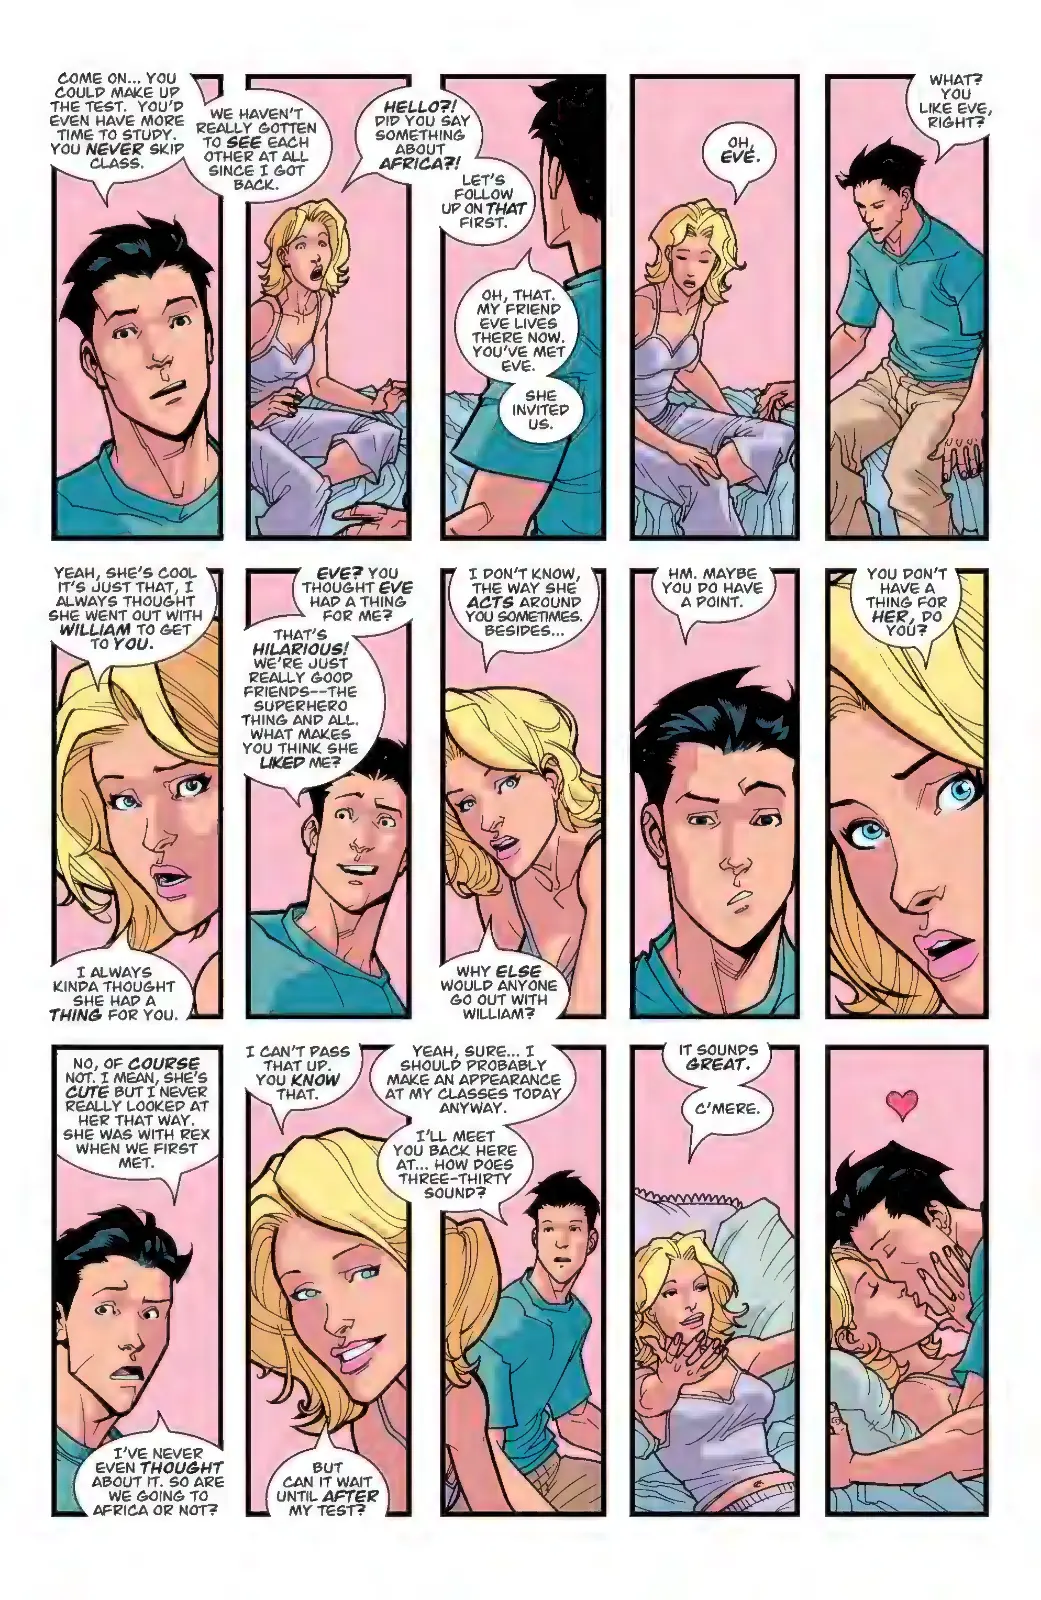 COME ON... YOU
COULD MAKE UP
THE TEST. YOU'D
EVEN HAVE MORE
TIME TO STUDY.
YOU NEVER SKIP
CLASS.
WE HAVEN'T
REALLY GOTTEN
TO SEE EACH
OTHER AT ALL
SINCE I GOT
BACK.
HELLO?!
DID YOU SAY
SOMETHING
ABOUT
AFRICA?!
LET'S
FOLLOW
UP ON THAT
FIRST.
OH, THAT.
MY FRIEND
EVE LIVES
THERE NOW.
YOU'VE MET
EVE.
SHE
INVITED
US.
OH,
EVE.
WHAT?
YOU
LIKE EVE,
RIGHT?
YEAH, SHE'S COOL
IT'S JUST THAT, I
ALWAYS THOUGHT
SHE WENT OUT WITH
WILLIAM TO GET
TO YOU.
I ALWAYS
KINDA THOUGHT
SHE HAD A
THING FOR YOU.
EVE? YOU
THOUGHT EVE
HAD A THING
FOR ME?
THAT'S
HILARIOUS!
WE'RE JUST
REALLY GOOD
FRIENDS--THE
SUPERHERO
THING AND ALL.
WHAT MAKES
YOU THINK SHE
LIKED ME?
I DON'T KNOW,
THE WAY SHE
ACTS AROUND
YOU SOMETIMES.
BESIDES...
WHY ELSE
WOULD ANYONE
GO OUT WITH
WILLIAM?
HM. MAYBE
YOU DO HAVE
A POINT.
YOU DON'T
HAVE A
THING FOR
HER, DO
YOU?
NO, OF COURSE
NOT. I MEAN, SHE'S
CUTE BUT I NEVER
REALLY LOOKED AT
HER THAT WAY.
SHE WAS WITH REX
WHEN WE FIRST
MET.
I'VE NEVER
EVEN THOUGHT
ABOUT IT. SO ARE
WE GOING TO
AFRICA OR NOT?
I CAN'T PASS
THAT UP.
YOU KNOW
THAT.
BUT
CAN IT WAIT
UNTIL AFTER
MY TEST?
YEAH, SURE... I
SHOULD PROBABLY
MAKE AN APPEARANCE
AT MY CLASSES TODAY
ANYWAY.
I'LL MEET
YOU BACK HERE
AT... HOW DOES
THREE-THIRTY
SOUND?
IT SOUNDS
GREAT.
C'MERE.